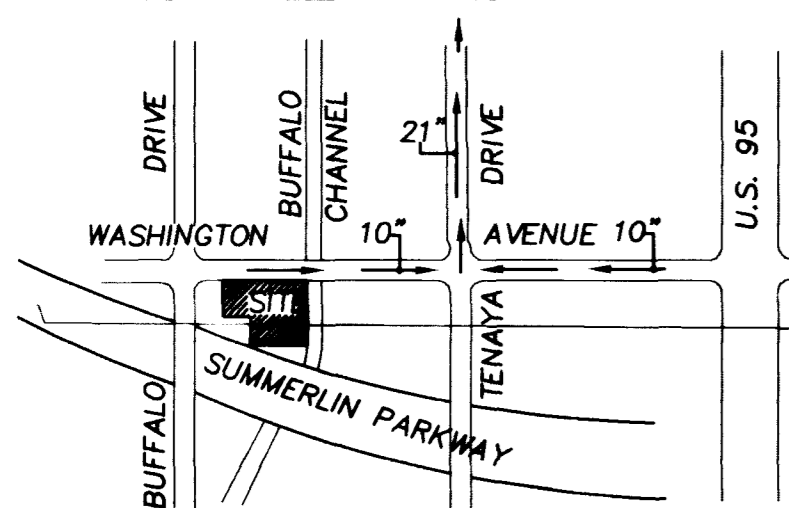 DRIVE
BUFFALO
CHANNEL
21"
DRIVE
U.S. 95
WASHINGTON
10"
AVENUE
10"
SITE
TENAYA
SUMMERLIN PARKWAY
BUFFALO